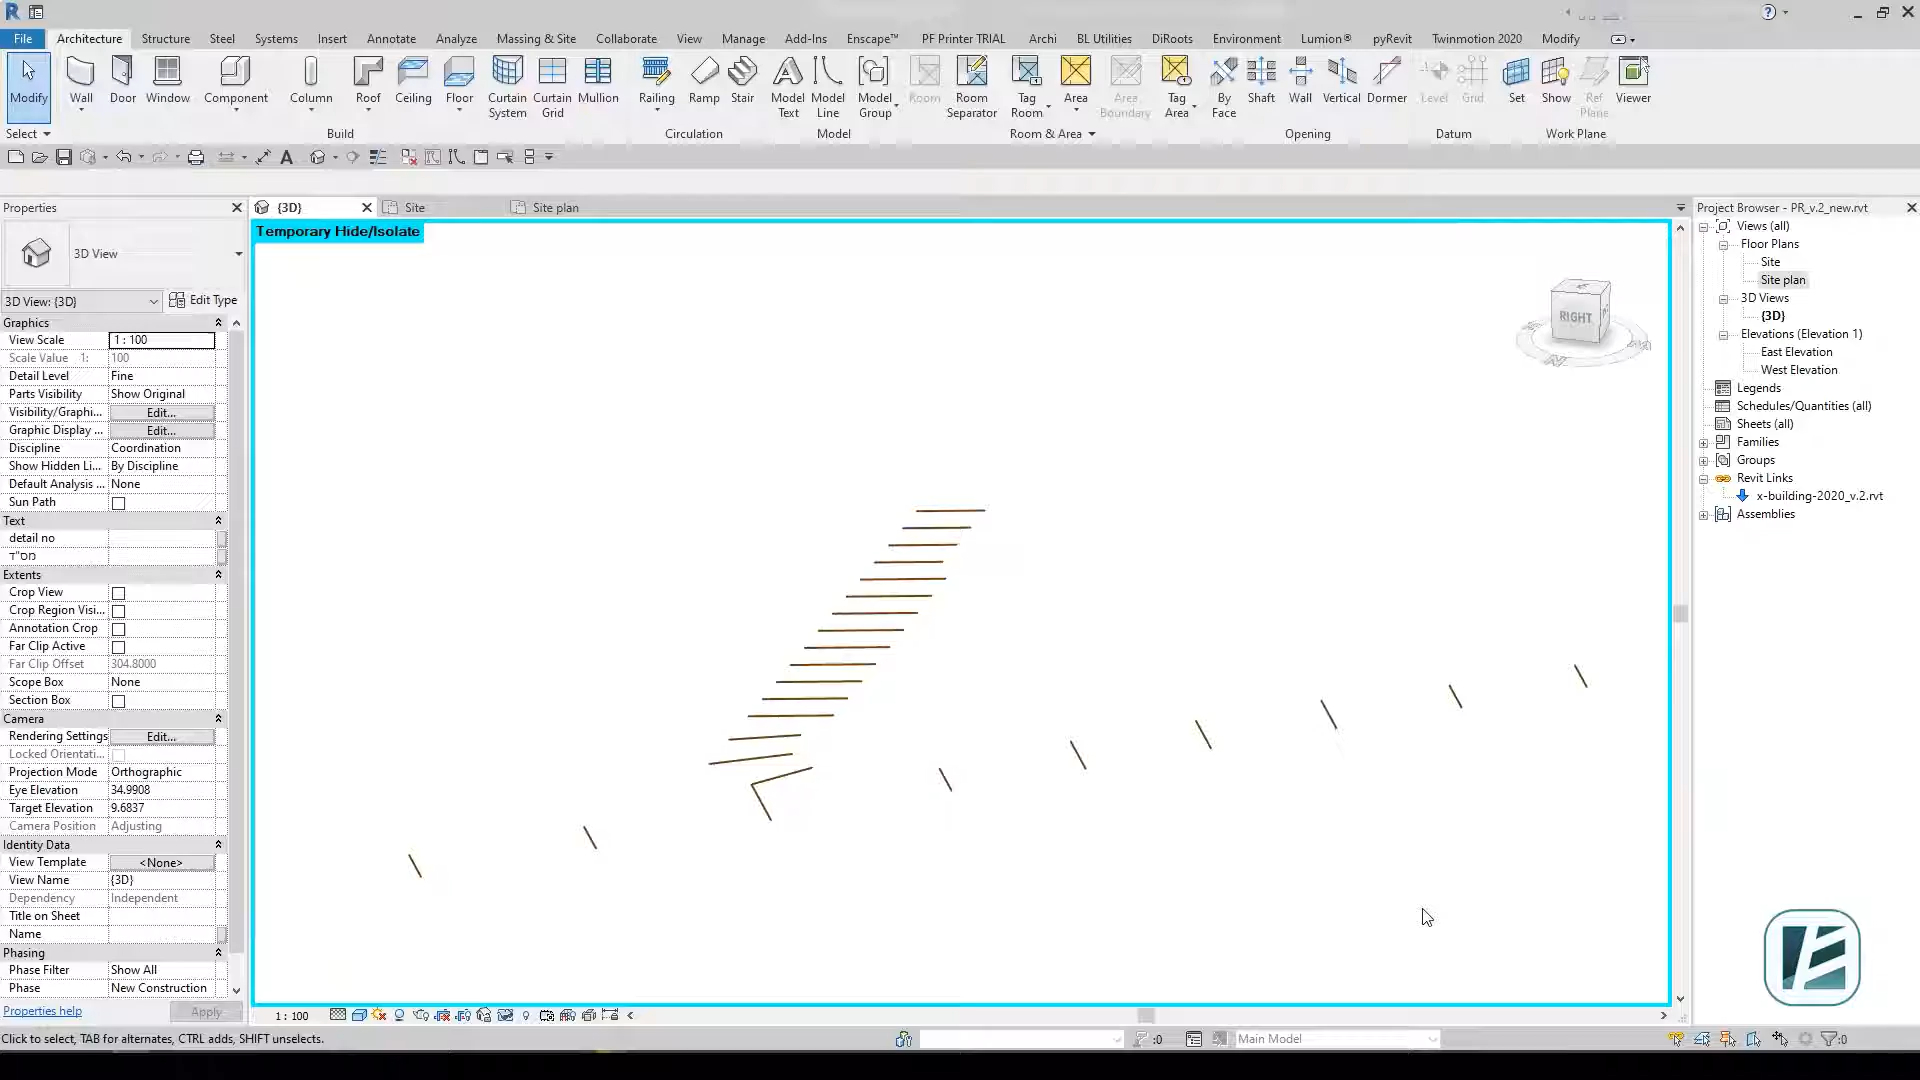 File Architecture Structure Steel Systems Insert Annotate Analyze Massing & Site Collaborate View Manage Add-Ins Enscape™ PF Printer TRIAL Archi BL Utilities DiRoots Environment Lumion® pyRevit Twinmotion 2020 Modify
Modify Wall Door Window Component Column Roof Ceiling Floor Curtain System Curtain Grid Mullion Railing Ramp Stair Model Text Model Line Model Group Room Room Separator Tag Room Area Area Boundary Tag Area By Face Shaft Wall Vertical Dormer Level Grid Set Show Ref Plane Viewer
Select Build Circulation Model Room & Area Opening Datum Work Plane
Properties
{3D} Site Site plan
Project Browser - PR_v.2_new.rvt
3D View
3D View: {3D} Edit Type
Graphics
View Scale 1 : 100
Scale Value 1: 100
Detail Level Fine
Parts Visibility Show Original
Visibility/Graphi... Edit...
Graphic Display ... Edit...
Discipline Coordination
Show Hidden Li... By Discipline
Default Analysis ... None
Sun Path
Text
detail no
מס"ד
Extents
Crop View
Crop Region Visi...
Annotation Crop
Far Clip Active
Far Clip Offset 304.8000
Scope Box None
Section Box
Camera
Rendering Settings Edit...
Locked Orientati...
Projection Mode Orthographic
Eye Elevation 34.9908
Target Elevation 9.6837
Camera Position Adjusting
Identity Data
View Template <None>
View Name {3D}
Dependency Independent
Title on Sheet
Name
Phasing
Phase Filter Show All
Phase New Construction
Properties help Apply
Temporary Hide/Isolate
RIGHT
Views (all)
Floor Plans
Site
Site plan
3D Views
{3D}
Elevations (Elevation 1)
East Elevation
West Elevation
Legends
Schedules/Quantities (all)
Sheets (all)
Families
Groups
Revit Links
x-building-2020_v.2.rvt
Assemblies
1 : 100
Click to select, TAB for alternates, CTRL adds, SHIFT unselects.
:0
Main Model
:0